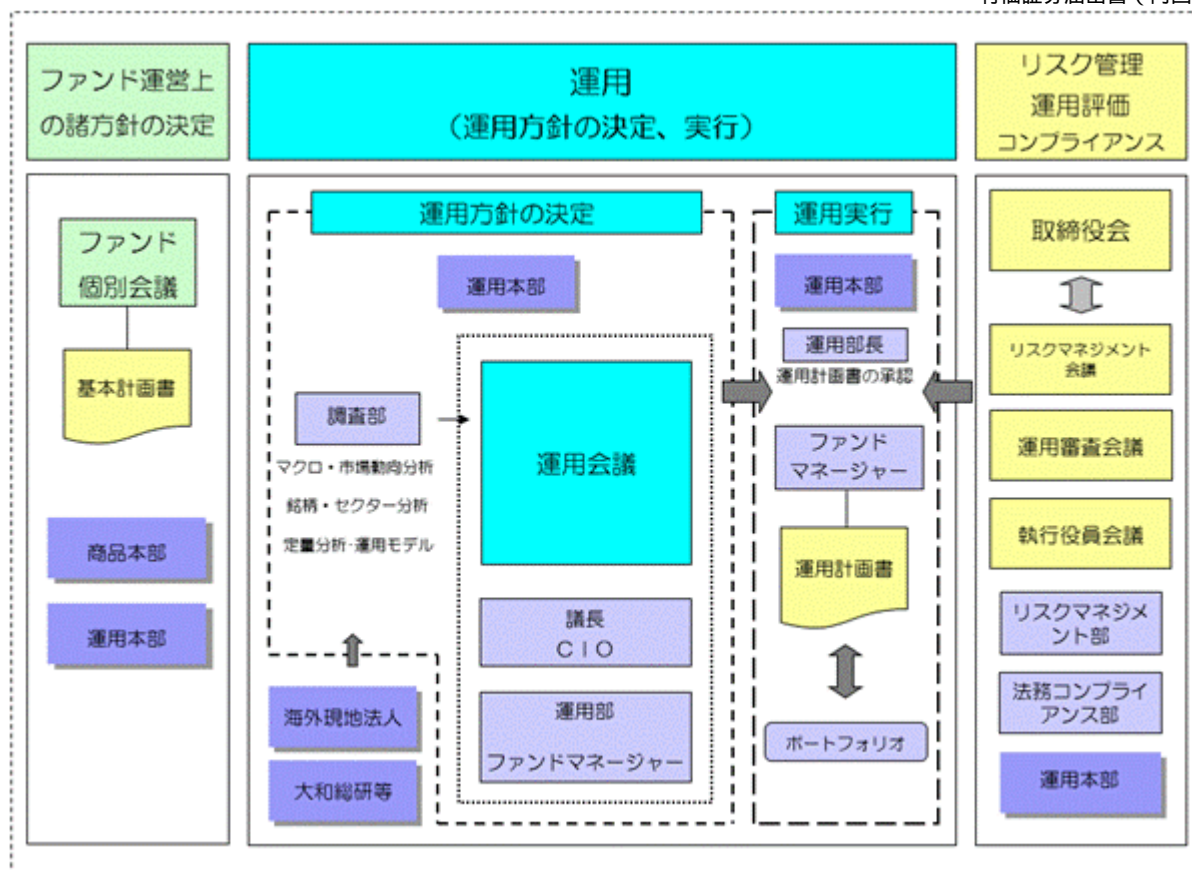 ファンド運営上
の諸方針の決定
運用
（運用方針の決定、実行）
リスク管理
運用評価
コンプライアンス
ファンド
個別会議
基本計画書
商品本部
運用本部
運用方針の決定
運用本部
調査部
マクロ・市場動向分析
銘柄・セクター分析
定量分析・運用モデル
海外現地法人
大和総研等
運用会議
議長
ＣＩＯ
運用部
ファンドマネージャー
運用実行
運用本部
運用部長
運用計画書の承認
ファンド
マネージャー
運用計画書
ポートフォリオ
取締役会
リスクマネジメント
会議
運用審査会議
執行役員会議
リスクマネジメ
ント部
法務コンプライ
アンス部
運用本部